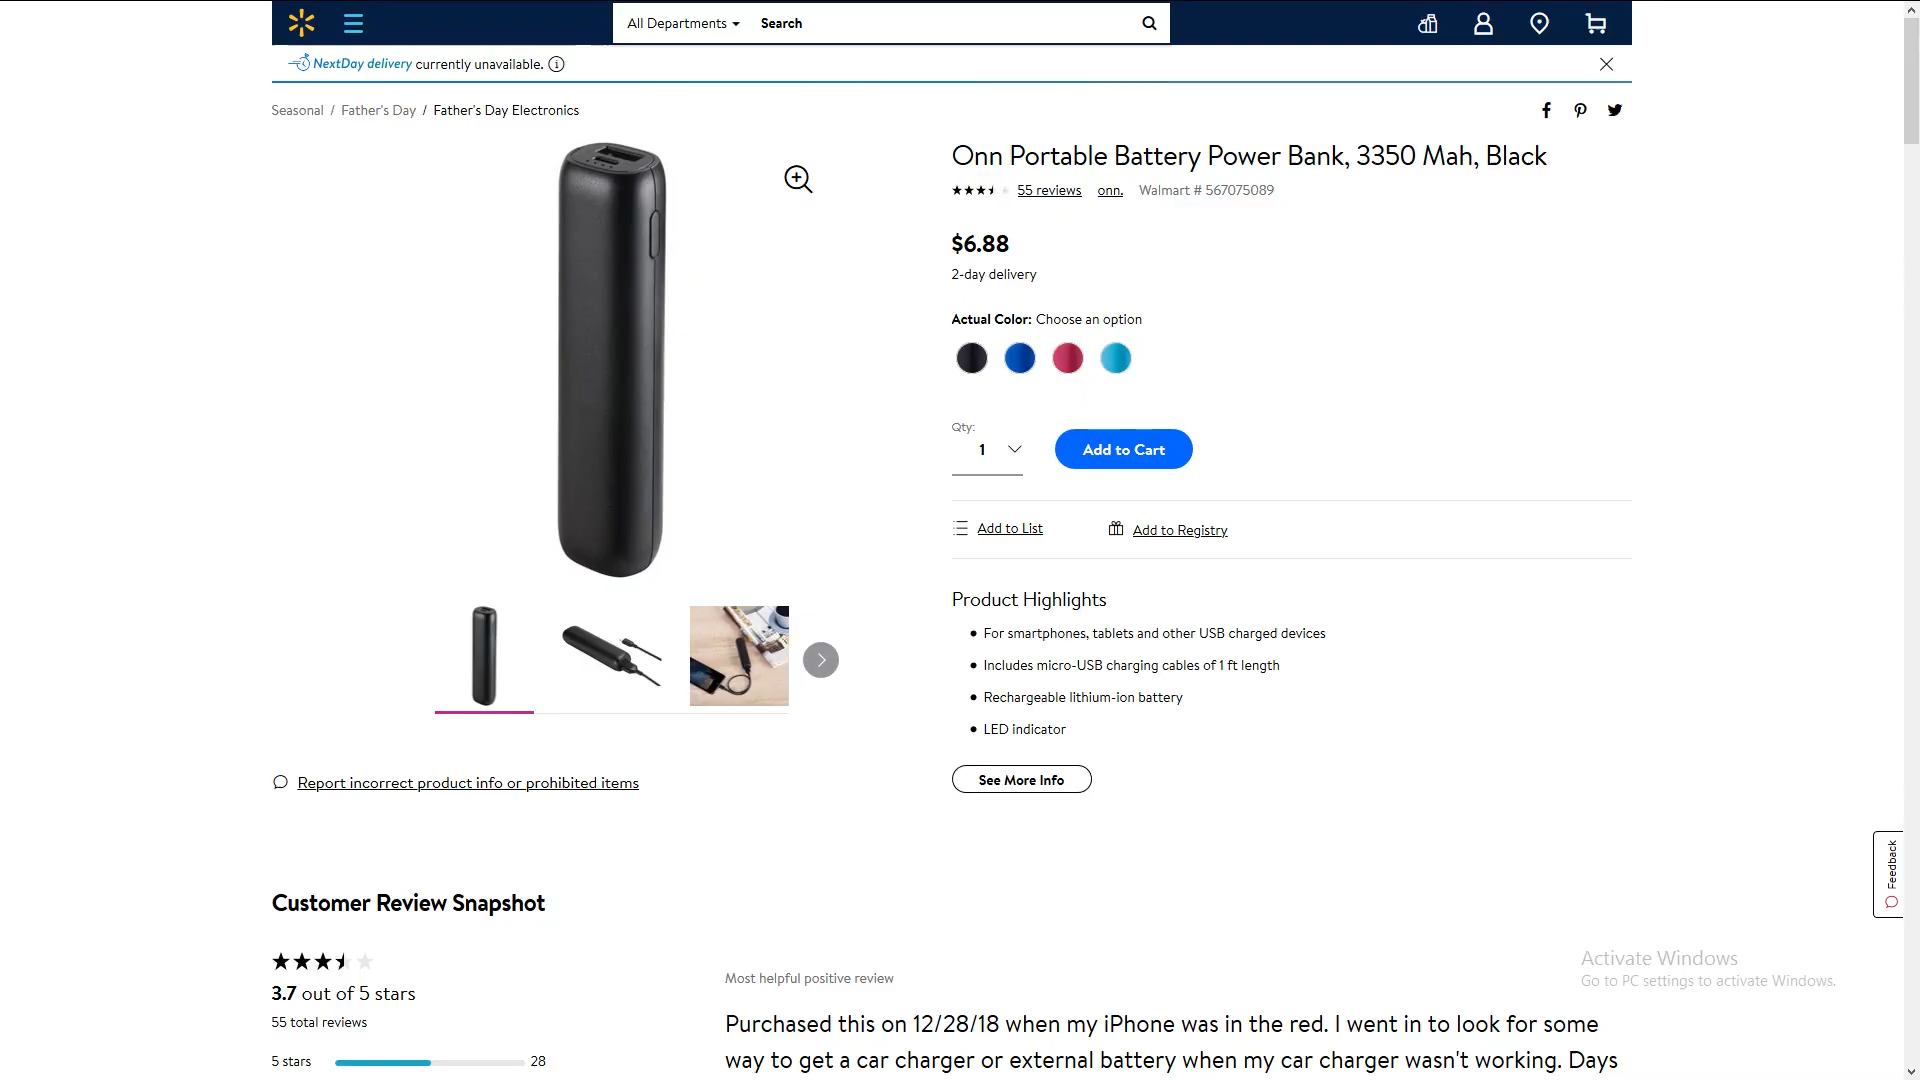 All Departments
Search
NextDay delivery currently unavailable.
Seasonal / Father's Day / Father's Day Electronics
Onn Portable Battery Power Bank, 3350 Mah, Black
55 reviews onn. Walmart # 567075089
$6.88
2-day delivery
Actual Color: Choose an option
Qty:
1
Add to Cart
Add to List
Add to Registry
Product Highlights
For smartphones, tablets and other USB charged devices
Includes micro-USB charging cables of 1 ft length
Rechargeable lithium-ion battery
LED indicator
See More Info
Report incorrect product info or prohibited items
Feedback
Customer Review Snapshot
3.7 out of 5 stars
55 total reviews
5 stars 28
Most helpful positive review
Purchased this on 12/28/18 when my iPhone was in the red. I went in to look for some
way to get a car charger or external battery when my car charger wasn't working. Days
Activate Windows
Go to PC settings to activate Windows.